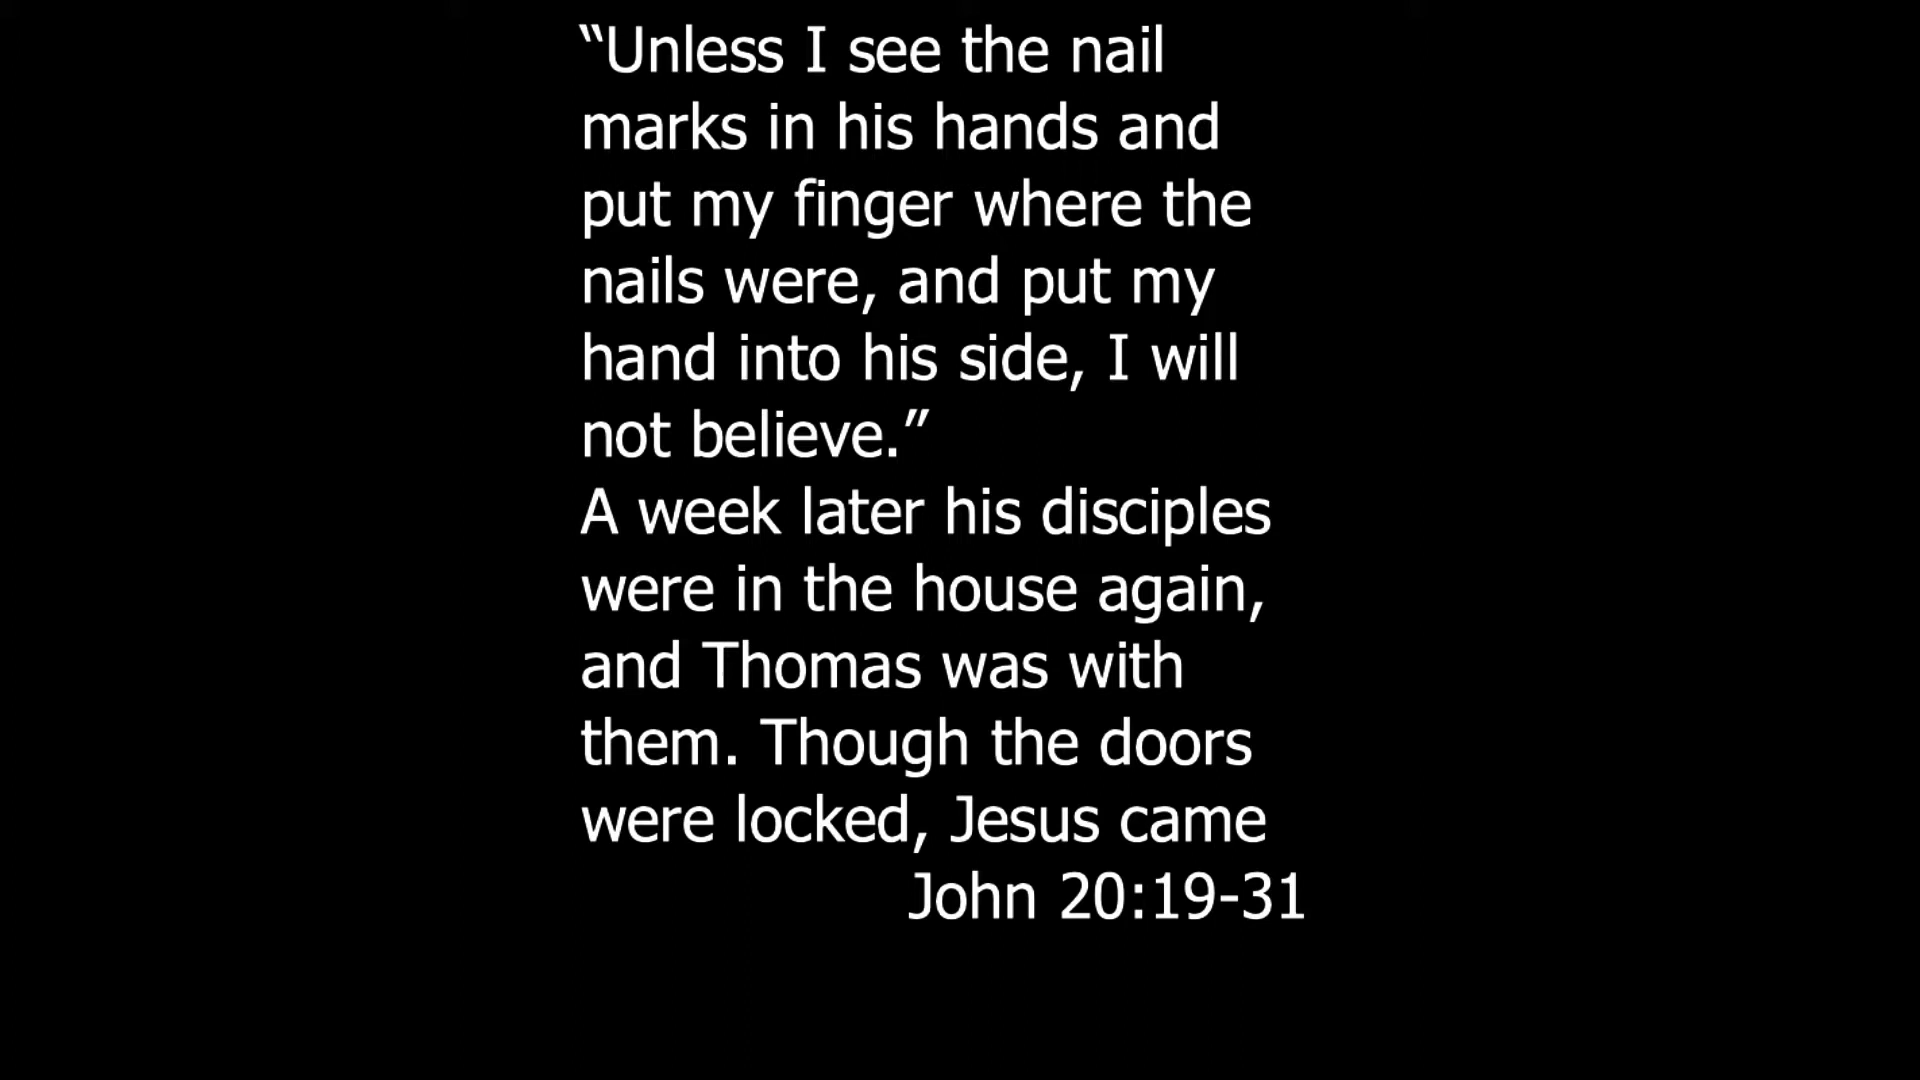 “Unless I see the nail
marks in his hands and
put my finger where the
nails were, and put my
hand into his side, I will
not believe.”
A week later his disciples
were in the house again,
and Thomas was with
them. Though the doors
were locked, Jesus came
John 20:19-31